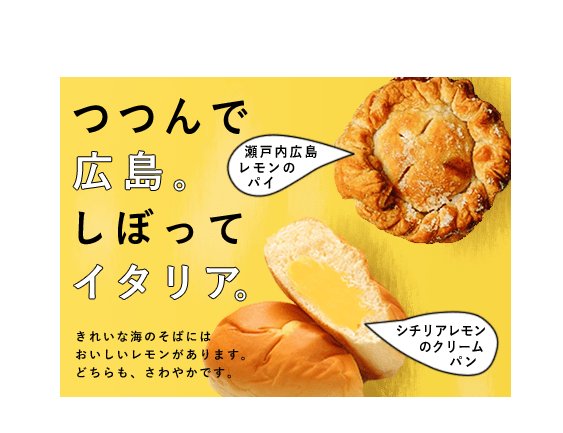 つつんで
広島。
しぼって
イタリア。
瀬戸内広島
レモンの
パイ
シチリアレモン
のクリーム
パン
きれいな海のそばには
おいしいレモンがあります。
どちらも、さわやかです。